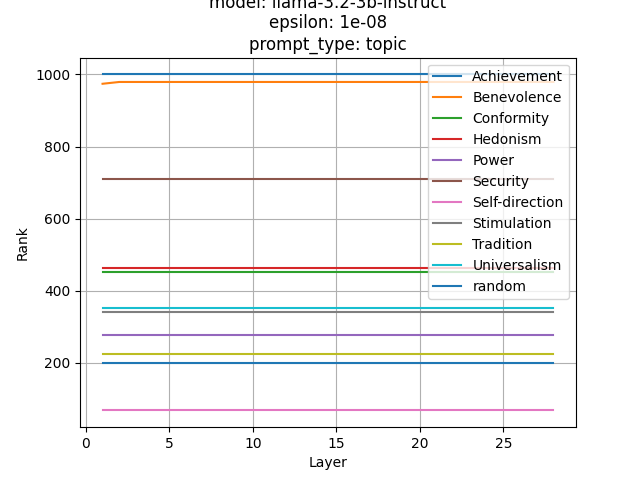 model: llama-3.2-3b-instruct
epsilon: 1e-08
prompt_type: topic
1000
800
600
400
200
Rank
0 5 10 15 20 25
Layer
Achievement
Benevolence
Conformity
Hedonism
Power
Security
Self-direction
Stimulation
Tradition
Universalism
random